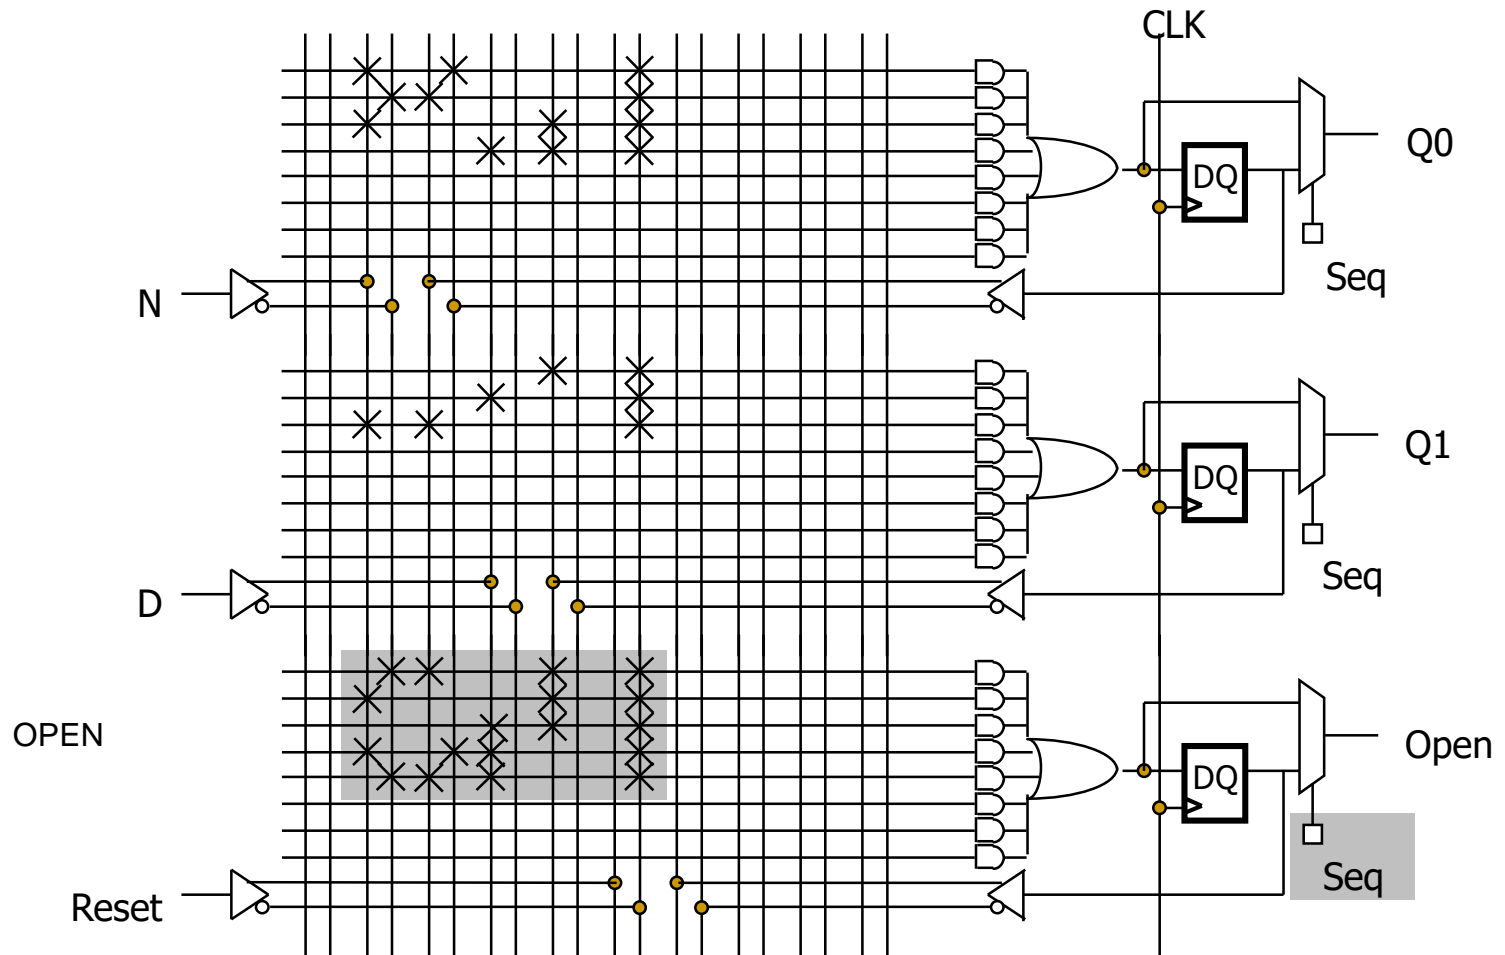 CLK
DQ
Q0
Seq
N
DQ
Q1
Seq
D
OPEN
DQ
Open
Seq
Reset